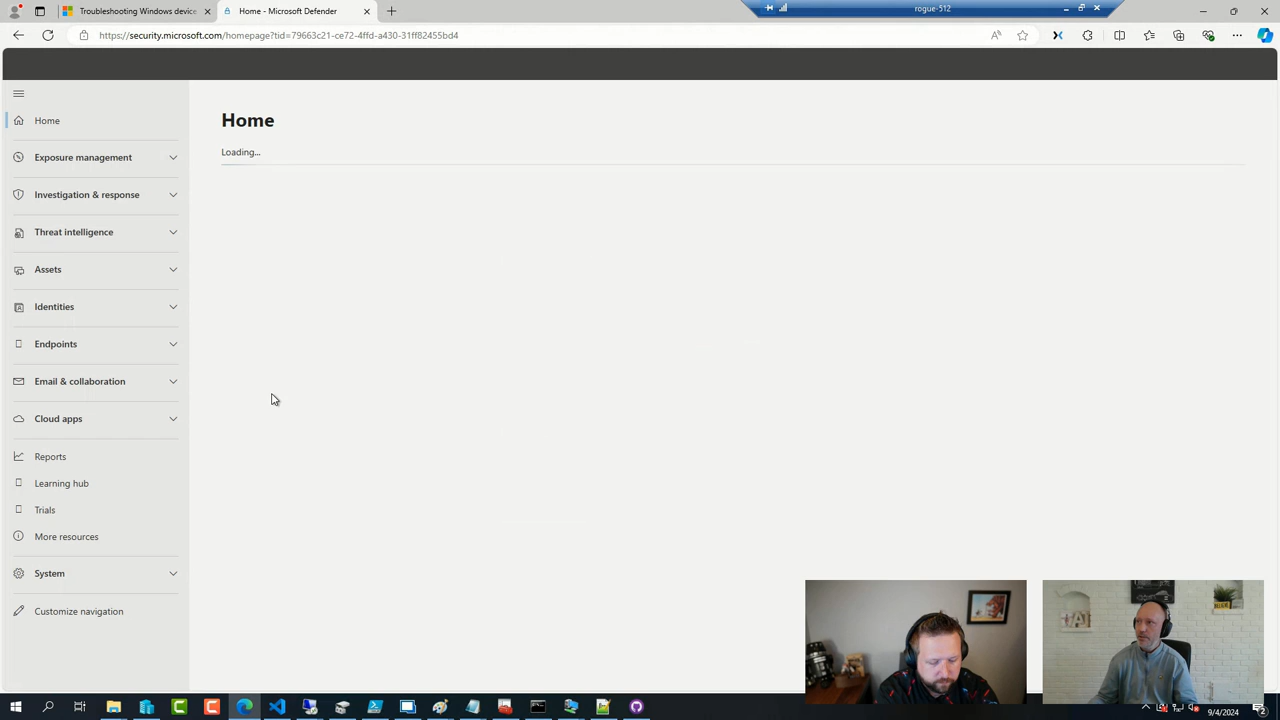 Troubleshooting Windows device
Home - Microsoft Defender
rogue-512
https://security.microsoft.com/homepage?tid=79663c21-ce72-4ffd-a430-31ff82455bd4
Home
Exposure management
Investigation & response
Threat intelligence
Assets
Identities
Endpoints
Email & collaboration
Cloud apps
Reports
Learning hub
Trials
More resources
System
Customize navigation
Home
Loading...
9/4/2024